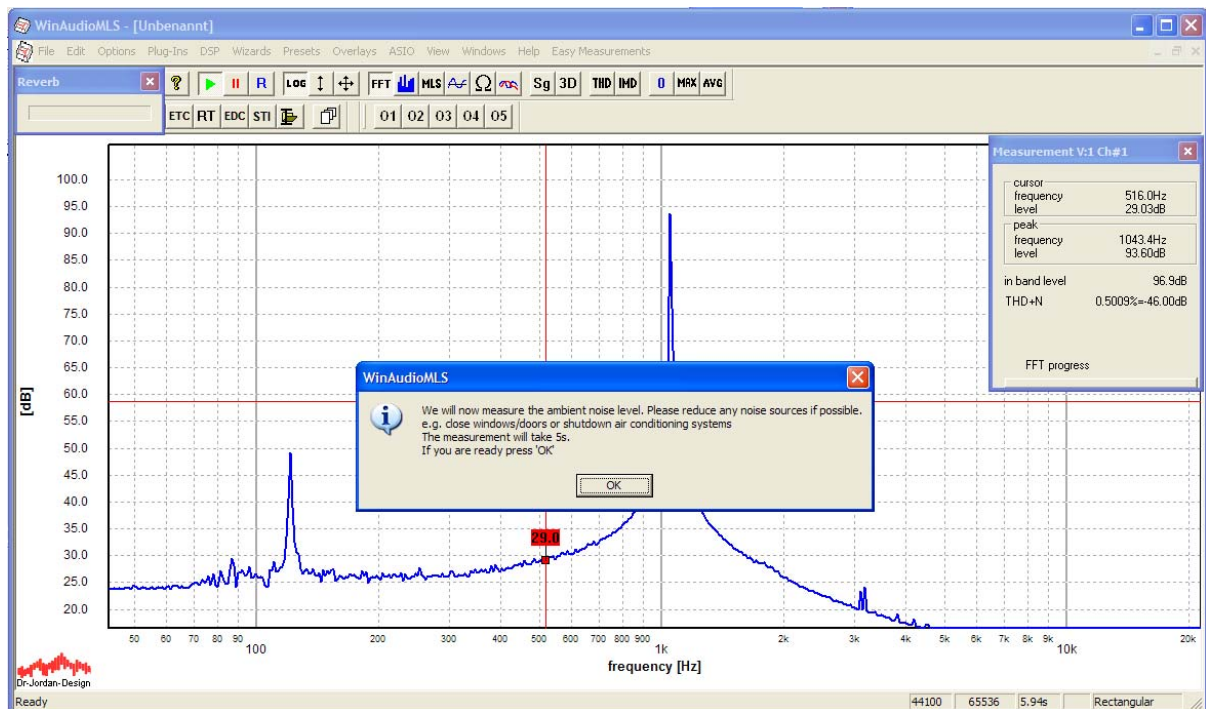 WinAudioMLS - [Unbenannt]
File Edit Options Plug-Ins DSP Wizards Presets Overlays ASIO View Windows Help Easy Measurements
Reverb
? R LOG FFT MLS Ω Sg 3D THD IMD 0 MAX AVG
ETC RT EDC STI O1 O2 O3 O4 O5
Measurement V:1 Ch#1
cursor
frequency 516.0Hz
level 29.03dB
peak
frequency 1043.4Hz
level 93.60dB
in band level 96.9dB
THD+N 0.5009%=-46.00dB
FFT progress
100.0
95.0
90.0
85.0
80.0
75.0
70.0
65.0
60.0
55.0
50.0
45.0
40.0
35.0
30.0
25.0
20.0
[dB]
WinAudioMLS
We will now measure the ambient noise level. Please reduce any noise sources if possible.
e.g. close windows/doors or shutdown air conditioning systems
The measurement will take 5s.
If you are ready press 'OK'
OK
29.0
50 60 70 80 90 100 200 300 400 500 600 700 800 900 1k 2k 3k 4k 5k 6k 7k 8k 9k 10k 20k
frequency [Hz]
Dr-Jordan-Design
Ready 44100 65536 5.94s Rectangular